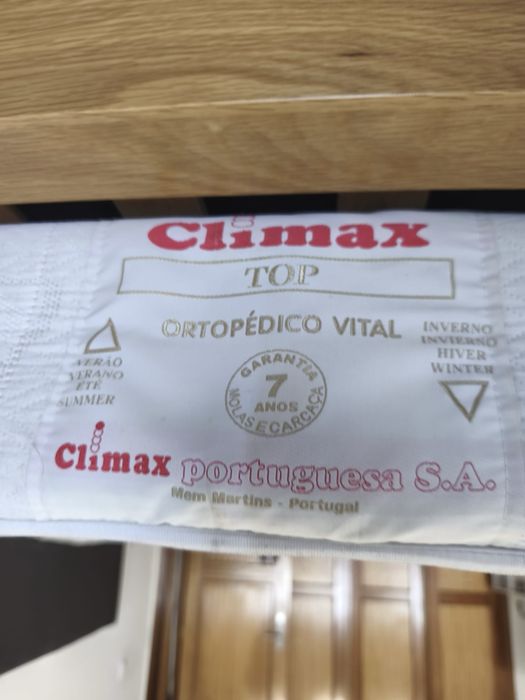 Climax
TOP
ORTOPÉDICO VITAL
VERÃO
VERANO
ETÉ
SUMMER
GARANTIA
7
ANOS
MOLAS E CARCAÇA
INVERNO
INVIERNO
HIVER
WINTER
Climax portuguesa S.A.
Mem Martins - Portugal